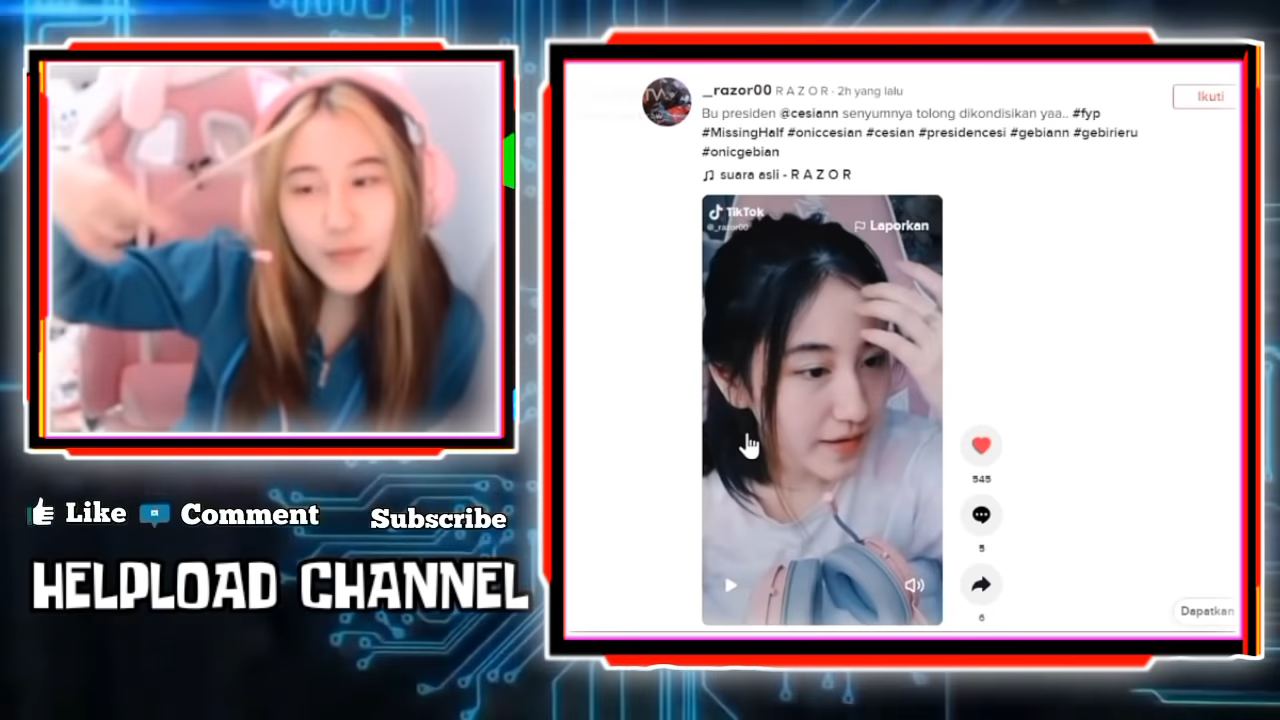 _razor00 R A Z O R · 2h yang lalu
Ikuti
Bu presiden @cesiann senyumnya tolong dikondisikan yaa.. #fyp
#MissingHalf #oniccesian #cesian #presidencesi #gebiann #gebirieru
#onicgebian
♫ suara asli - R A Z O R
TikTok
@_razor00
Laporkan
545
5
6
Dapatkan
Like Comment Subscribe
HELPLOAD CHANNEL